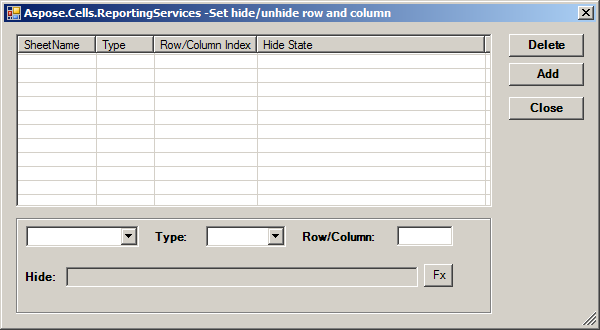 Aspose.Cells.ReportingServices -Set hide/unhide row and column
SheetName Type Row/Column Index Hide State
Delete
Add
Close
Type: Row/Column:
Hide: Fx